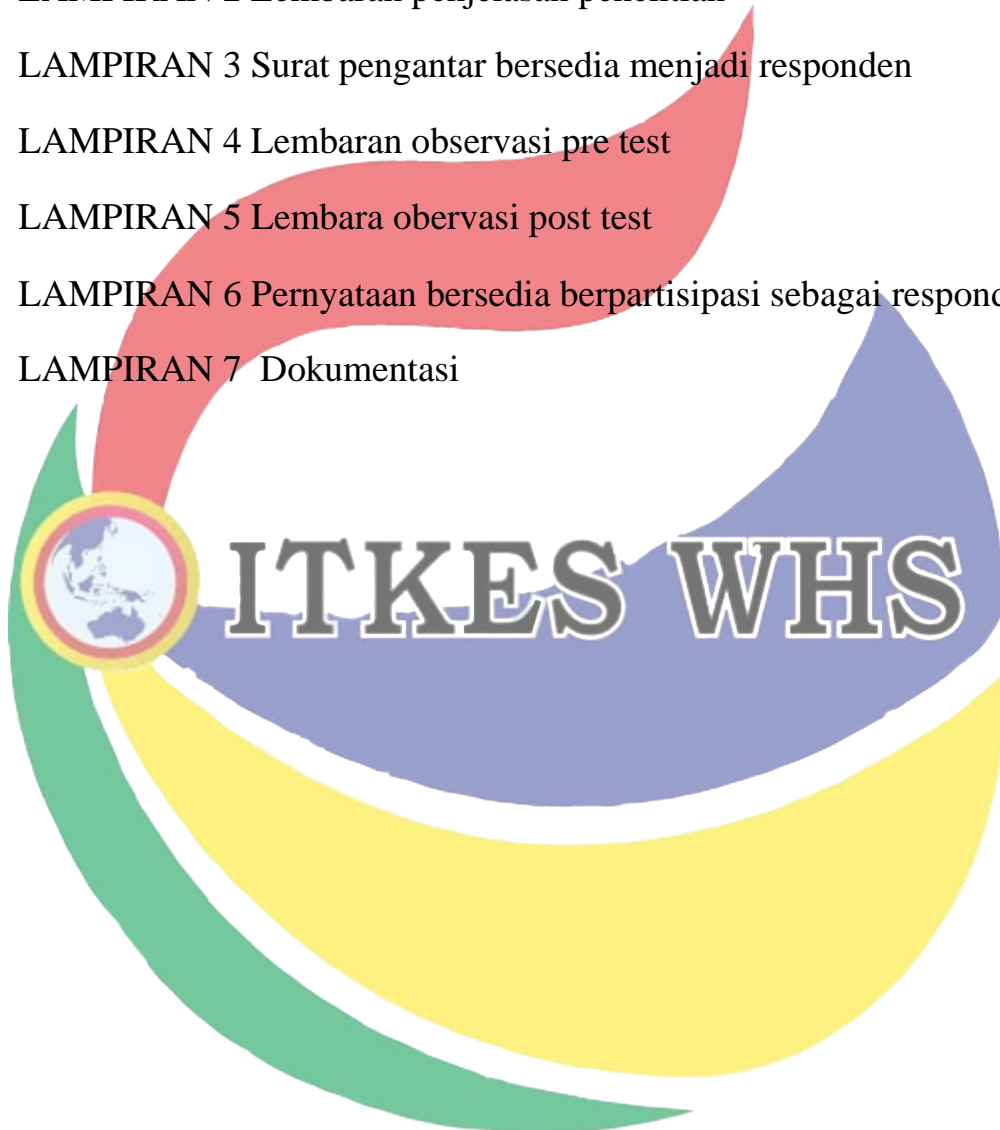 LAMPIRAN 3 Surat pengantar bersedia menjadi responden
LAMPIRAN 4 Lembaran observasi pre test
LAMPIRAN 5 Lembara obervasi post test
LAMPIRAN 6 Pernyataan bersedia berpartisipasi sebagai
LAMPIRAN 7 Dokumentasi
ITKES WHS